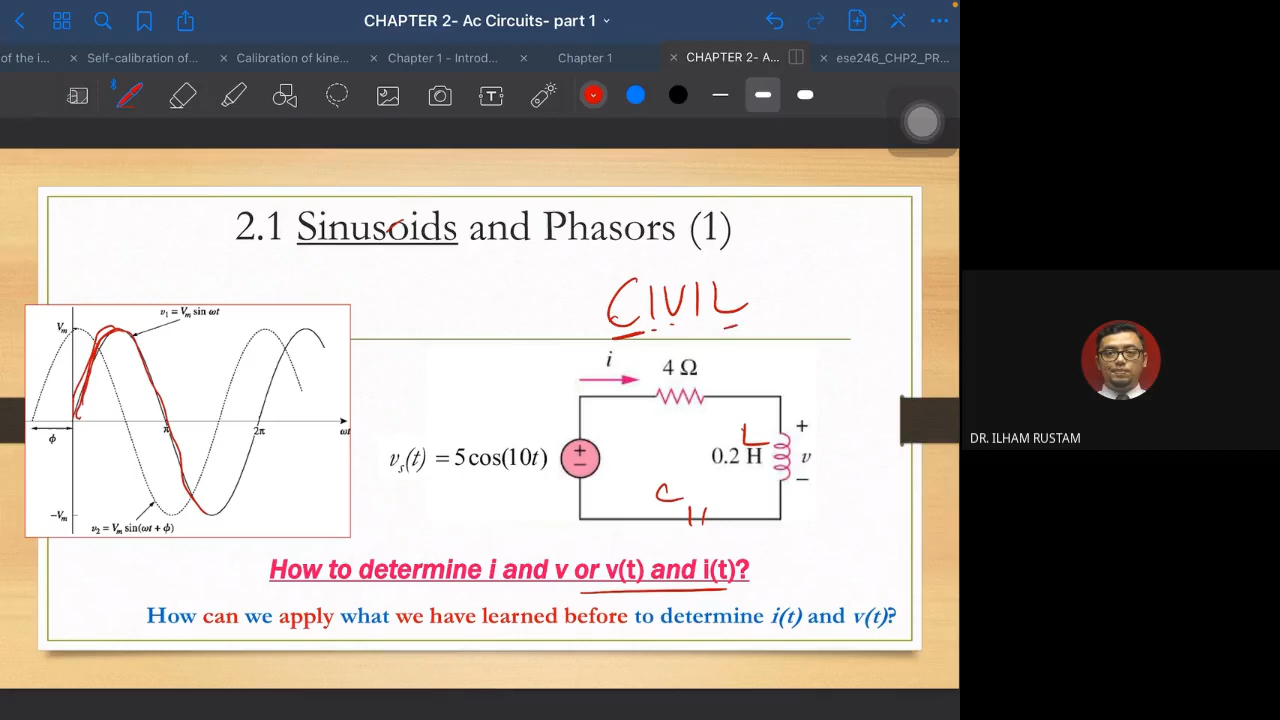 CHAPTER 2- Ac Circuits- part 1
of the i...
Self-calibration of...
Calibration of kine...
Chapter 1 - Introd...
Chapter 1
CHAPTER 2- A...
ese246_CHP2_PR...
T
2.1 Sinusoids and Phasors (1)
CIVIL
v₁ = Vₘ sin ωt
Vₘ
π
2π
ωt
ϕ
−Vₘ
v₂ = Vₘ sin(ωt + ϕ)
i
4 Ω
vₛ(t) = 5cos(10t)
+
−
L
0.2 H
+
v
−
C
How to determine i and v or v(t) and i(t)?
How can we apply what we have learned before to determine i(t) and v(t)?
DR. ILHAM RUSTAM